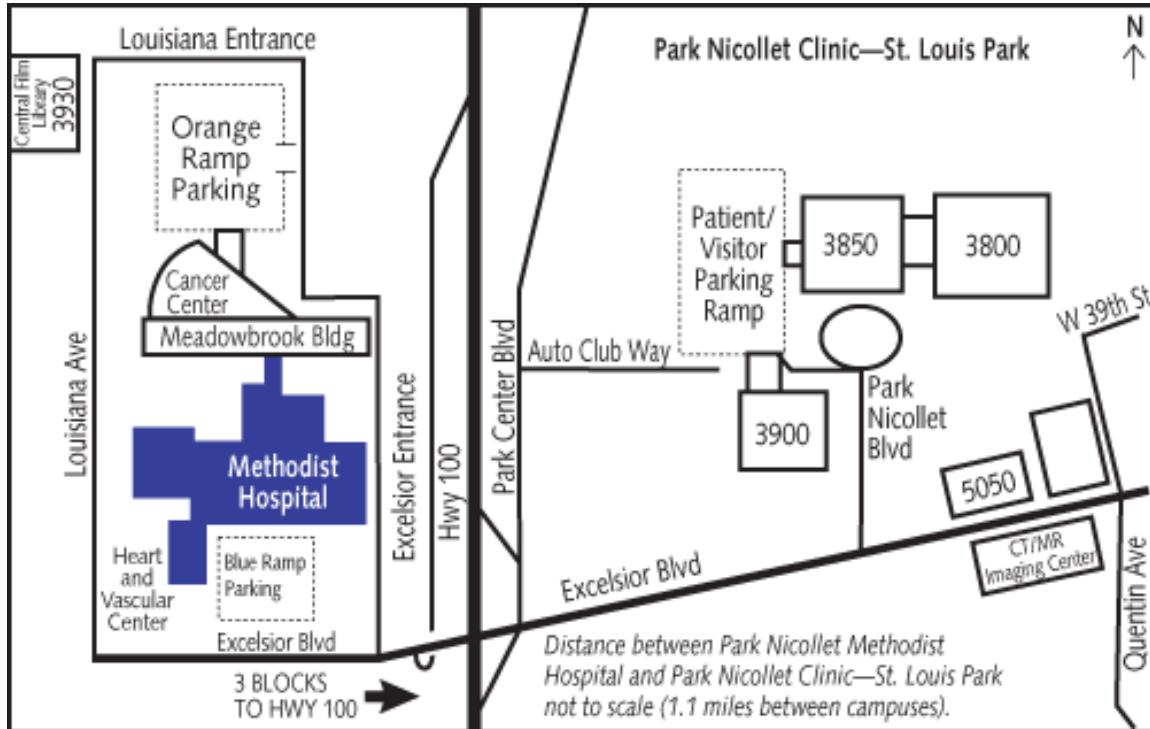 Louisiana Entrance
Park Nicollet Clinic—St. Louis Park
N
Central Film
Library
3930
Orange
Ramp
Parking
Patient/
Visitor
Parking
Ramp
3850
3800
Cancer
Center
Meadowbrook Bldg
W 39th St
Auto Club Way
Park
Nicollet
Blvd
Louisiana Ave
Excelsior Entrance
Hwy 100
Park Center Blvd
3900
Methodist
Hospital
5050
Heart
and
Vascular
Center
Blue Ramp
Parking
CT/MR
Imaging Center
Excelsior Blvd
Quentin Ave
Excelsior Blvd
3 BLOCKS
TO HWY 100
Distance between Park Nicollet Methodist
Hospital and Park Nicollet Clinic—St. Louis Park
not to scale (1.1 miles between campuses).